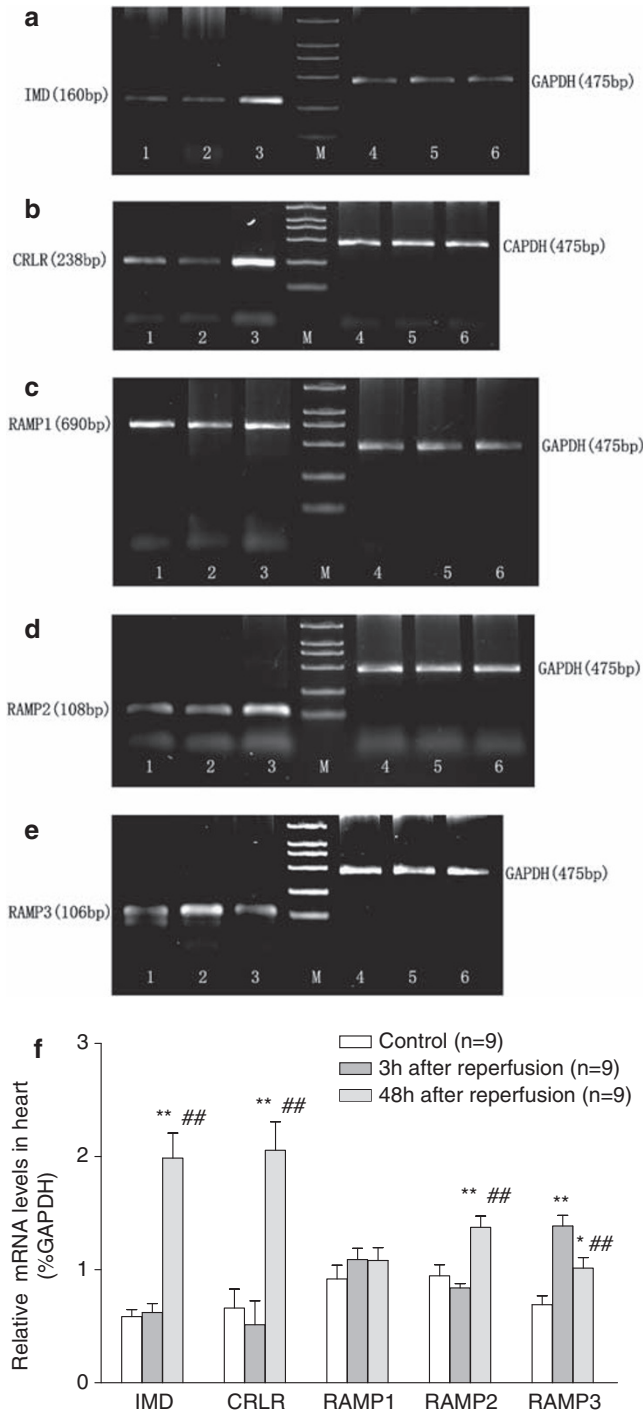 a
IMD(160bp)
GAPDH(475bp)
1 2 3 M 4 5 6
b
CRLR(238bp)
CAPDH(475bp)
1 2 3 M 4 5 6
c
RAMP1(690bp)
GAPDH(475bp)
1 2 3 M 4 5 6
d
RAMP2(108bp)
GAPDH(475bp)
1 2 3 M 4 5 6
e
RAMP3(106bp)
GAPDH(475bp)
1 2 3 M 4 5 6
f
Relative mRNA levels in heart
(%GAPDH)
3
2
1
0
Control (n=9)
3h after reperfusion (n=9)
48h after reperfusion (n=9)
** ##
** ##
** ##
**
* ##
IMD CRLR RAMP1 RAMP2 RAMP3